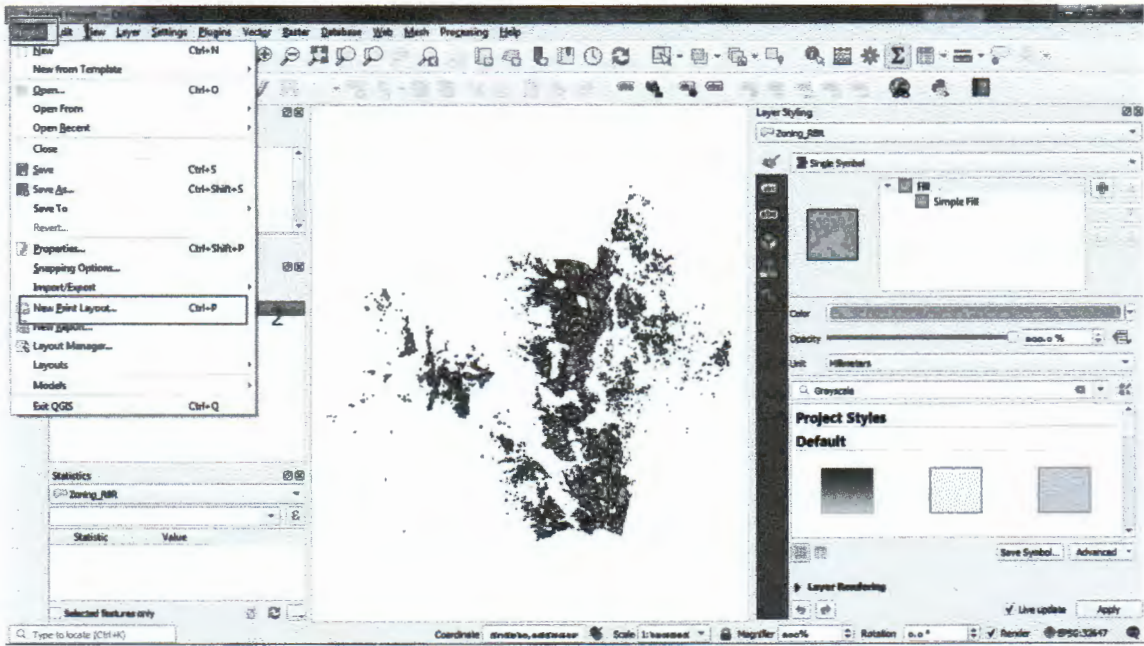 Edit View Layer Settings Plugins Vector Raster Database Web Mesh Processing Help
New Ctrl+N
New from Template
Open... Ctrl+O
Open From
Open Recent
Close
Save Ctrl+S
Save As... Ctrl+Shift+S
Save To
Revert...
Properties... Ctrl+Shift+P
Snapping Options...
Import/Export
New Print Layout... Ctrl+P
2
New Report...
Layout Manager...
Layouts
Models
Exit QGIS Ctrl+Q
Statistics
Zoning_RBR
Statistic Value
Selected features only
Type to locate (Ctrl+K)
Layer Styling
Zoning_RBR
Single Symbol
Fill
Simple Fill
Color
Opacity
Unit Millimeters
Greyscale
Project Styles
Default
Save Symbol... Advanced
Layer Rendering
Live update Apply
Coordinate Scale Magnifier Rotation Render EPSG:32647